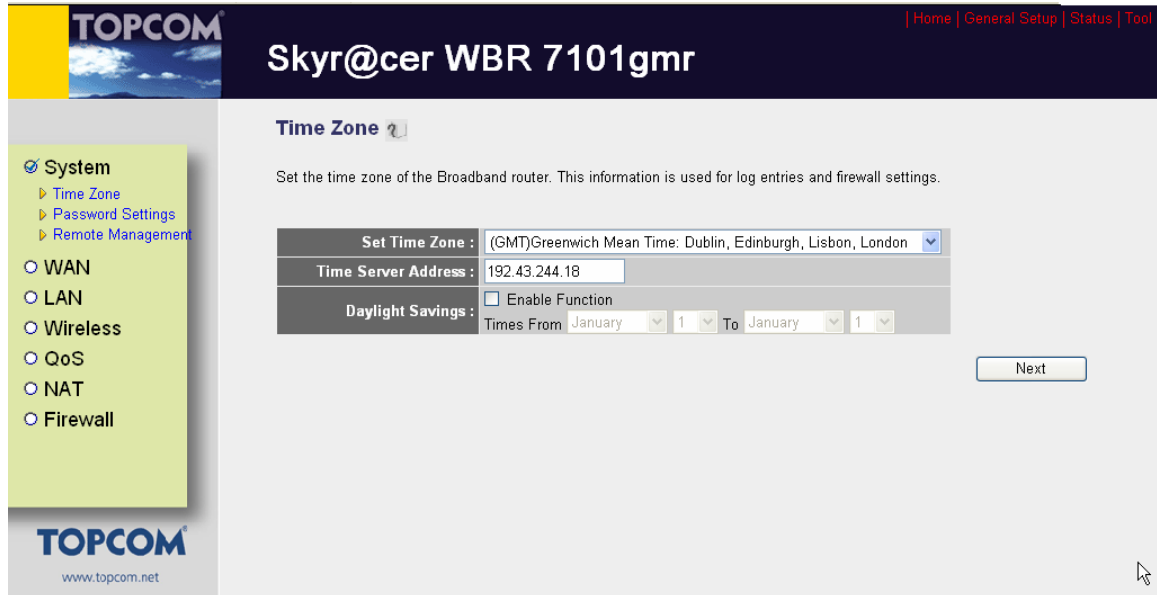 TOPCOM
| Home | General Setup | Status | Tool
Skyr@cer WBR 7101gmr
System
Time Zone
Password Settings
Remote Management
WAN
LAN
Wireless
QoS
NAT
Firewall
TOPCOM
www.topcom.net
Time Zone
Set the time zone of the Broadband router. This information is used for log entries and firewall settings.
Set Time Zone : (GMT)Greenwich Mean Time: Dublin, Edinburgh, Lisbon, London
Time Server Address : 192.43.244.18
Daylight Savings : Enable Function
Times From January 1 To January 1
Next